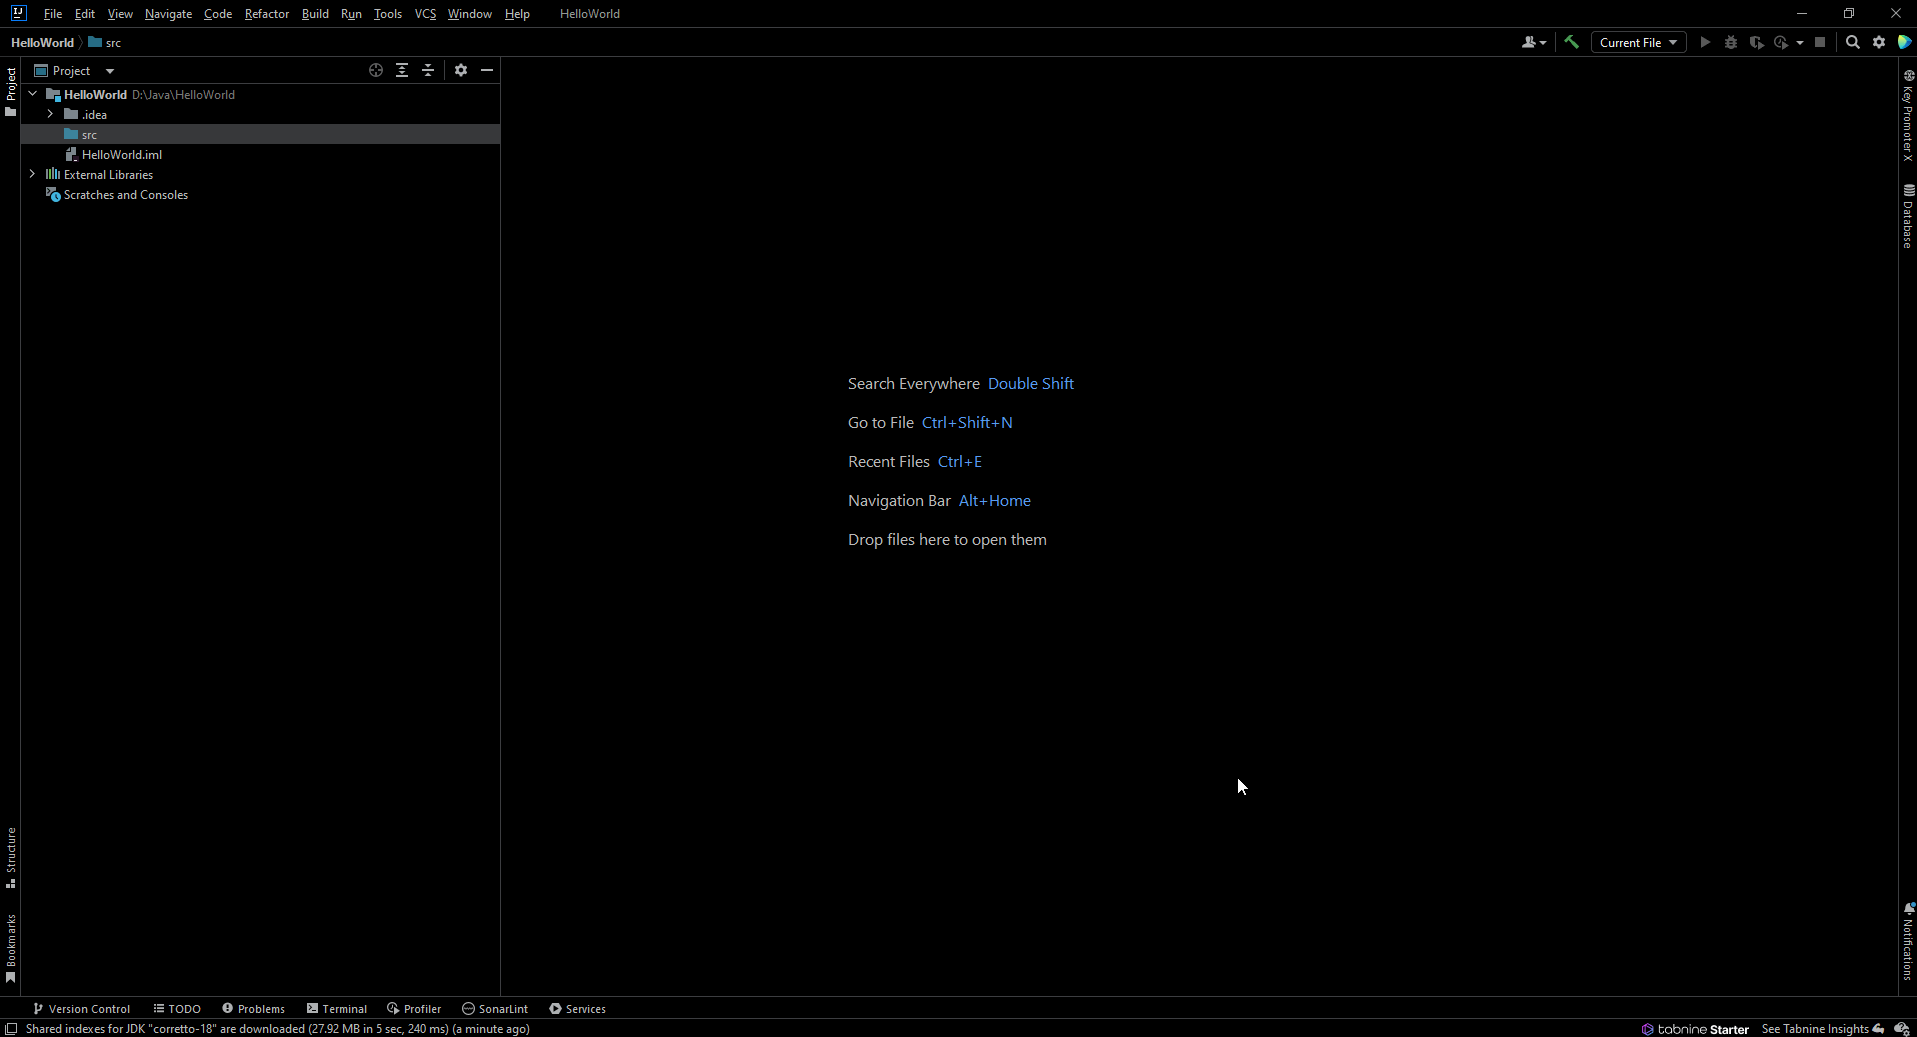 IJ File Edit View Navigate Code Refactor Build Run Tools VCS Window Help HelloWorld
HelloWorld src
Current File
Project
Project
HelloWorld D:\Java\HelloWorld
.idea
src
HelloWorld.iml
External Libraries
Scratches and Consoles
Search Everywhere Double Shift
Go to File Ctrl+Shift+N
Recent Files Ctrl+E
Navigation Bar Alt+Home
Drop files here to open them
Key Promoter X
Database
Structure
Bookmarks
Notifications
Version Control TODO Problems Terminal Profiler SonarLint Services
Shared indexes for JDK "corretto-18" are downloaded (27.92 MB in 5 sec, 240 ms) (a minute ago)
tabnine Starter See Tabnine Insights